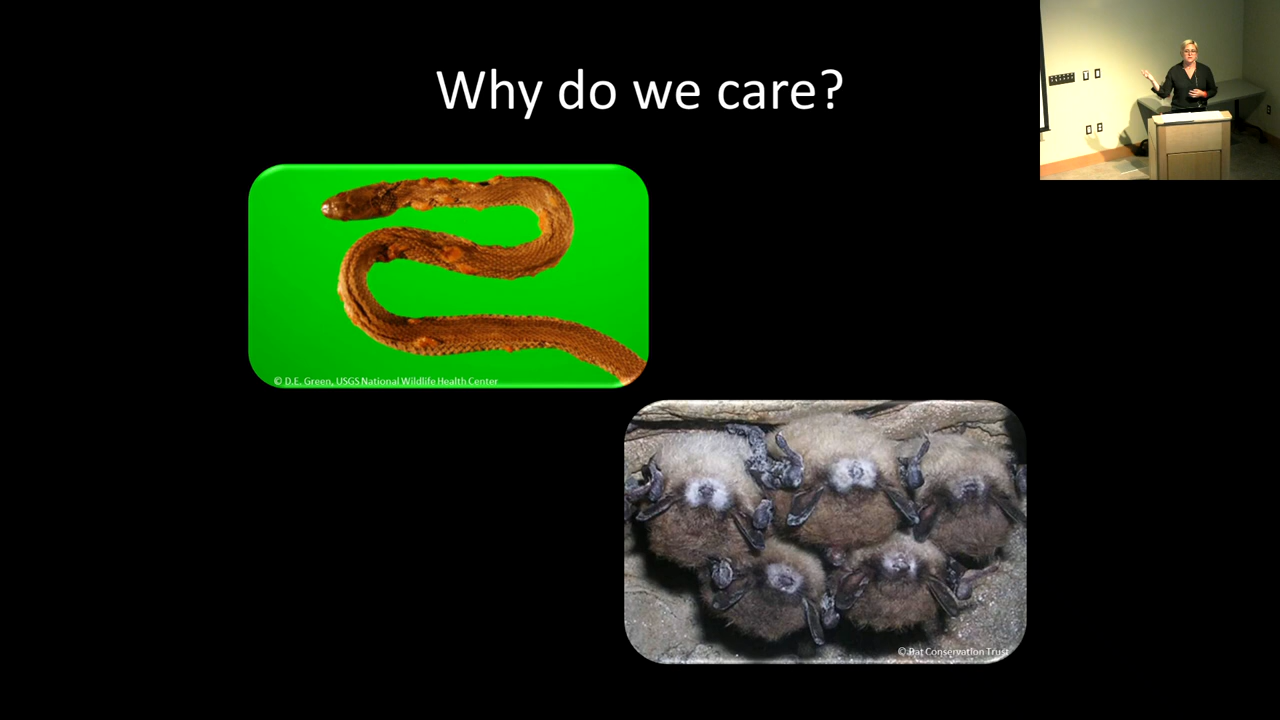 Why do we care?
© D.E. Green, USGS National Wildlife Health Center
© Bat Conservation Trust